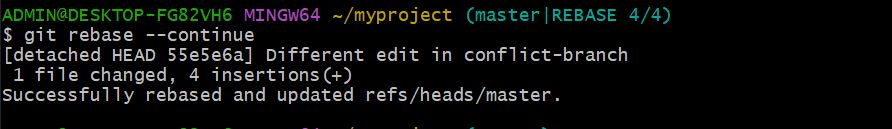 ADMIN@DESKTOP-FG82VH6 MINGW64 ~/myproject (master|REBASE 4/4)
$ git rebase --continue
[detached HEAD 55e5e6a] Different edit in conflict-branch
 1 file changed, 4 insertions(+)
Successfully rebased and updated refs/heads/master.